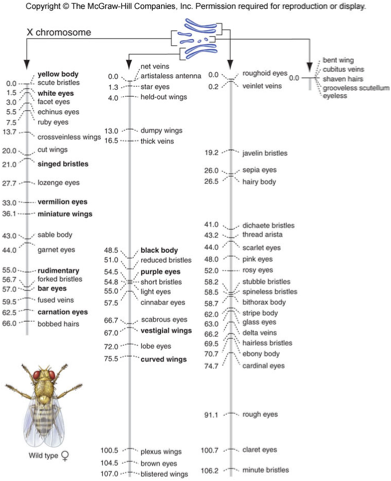 Copyright © The McGraw-Hill Companies, Inc. Permission required for reproduction or display.
X chromosome
yellow body
0.0 scute bristles
1.5 white eyes
3.0 facet eyes
5.5 echinus eyes
7.5 ruby eyes
13.7 crossveinless wings
20.0 cut wings
21.0 singed bristles
27.7 lozenge eyes
33.0 vermilion eyes
36.1 miniature wings
43.0 sable body
44.0 garnet eyes
55.0 rudimentary
56.7 forked bristles
57.0 bar eyes
59.5 fused veins
62.5 carnation eyes
66.0 bobbed hairs
Wild type ♀
net veins
0.0 artistaless antenna
1.3 star eyes
4.0 held-out wings
13.0 dumpy wings
16.5 thick veins
48.5 black body
51.0 reduced bristles
54.5 purple eyes
54.8 short bristles
55.0 light eyes
57.5 cinnabar eyes
66.7 scabrous eyes
67.0 vestigial wings
72.0 lobe eyes
75.5 curved wings
100.5 plexus wings
104.5 brown eyes
107.0 blistered wings
0.0 roughoid eyes
0.2 veinlet veins
19.2 javelin bristles
26.0 sepia eyes
26.5 hairy body
41.0 dichaete bristles
43.2 thread arista
44.0 scarlet eyes
48.0 pink eyes
52.0 rosy eyes
58.2 stubble bristles
58.5 spineless bristles
58.7 bithorax body
62.0 stripe body
63.0 glass eyes
66.2 delta veins
69.5 hairless bristles
70.7 ebony body
74.7 cardinal eyes
91.1 rough eyes
100.7 claret eyes
106.2 minute bristles
bent wing
cubitus veins
0.0 shaven hairs
grooveless scutellum
eyeless